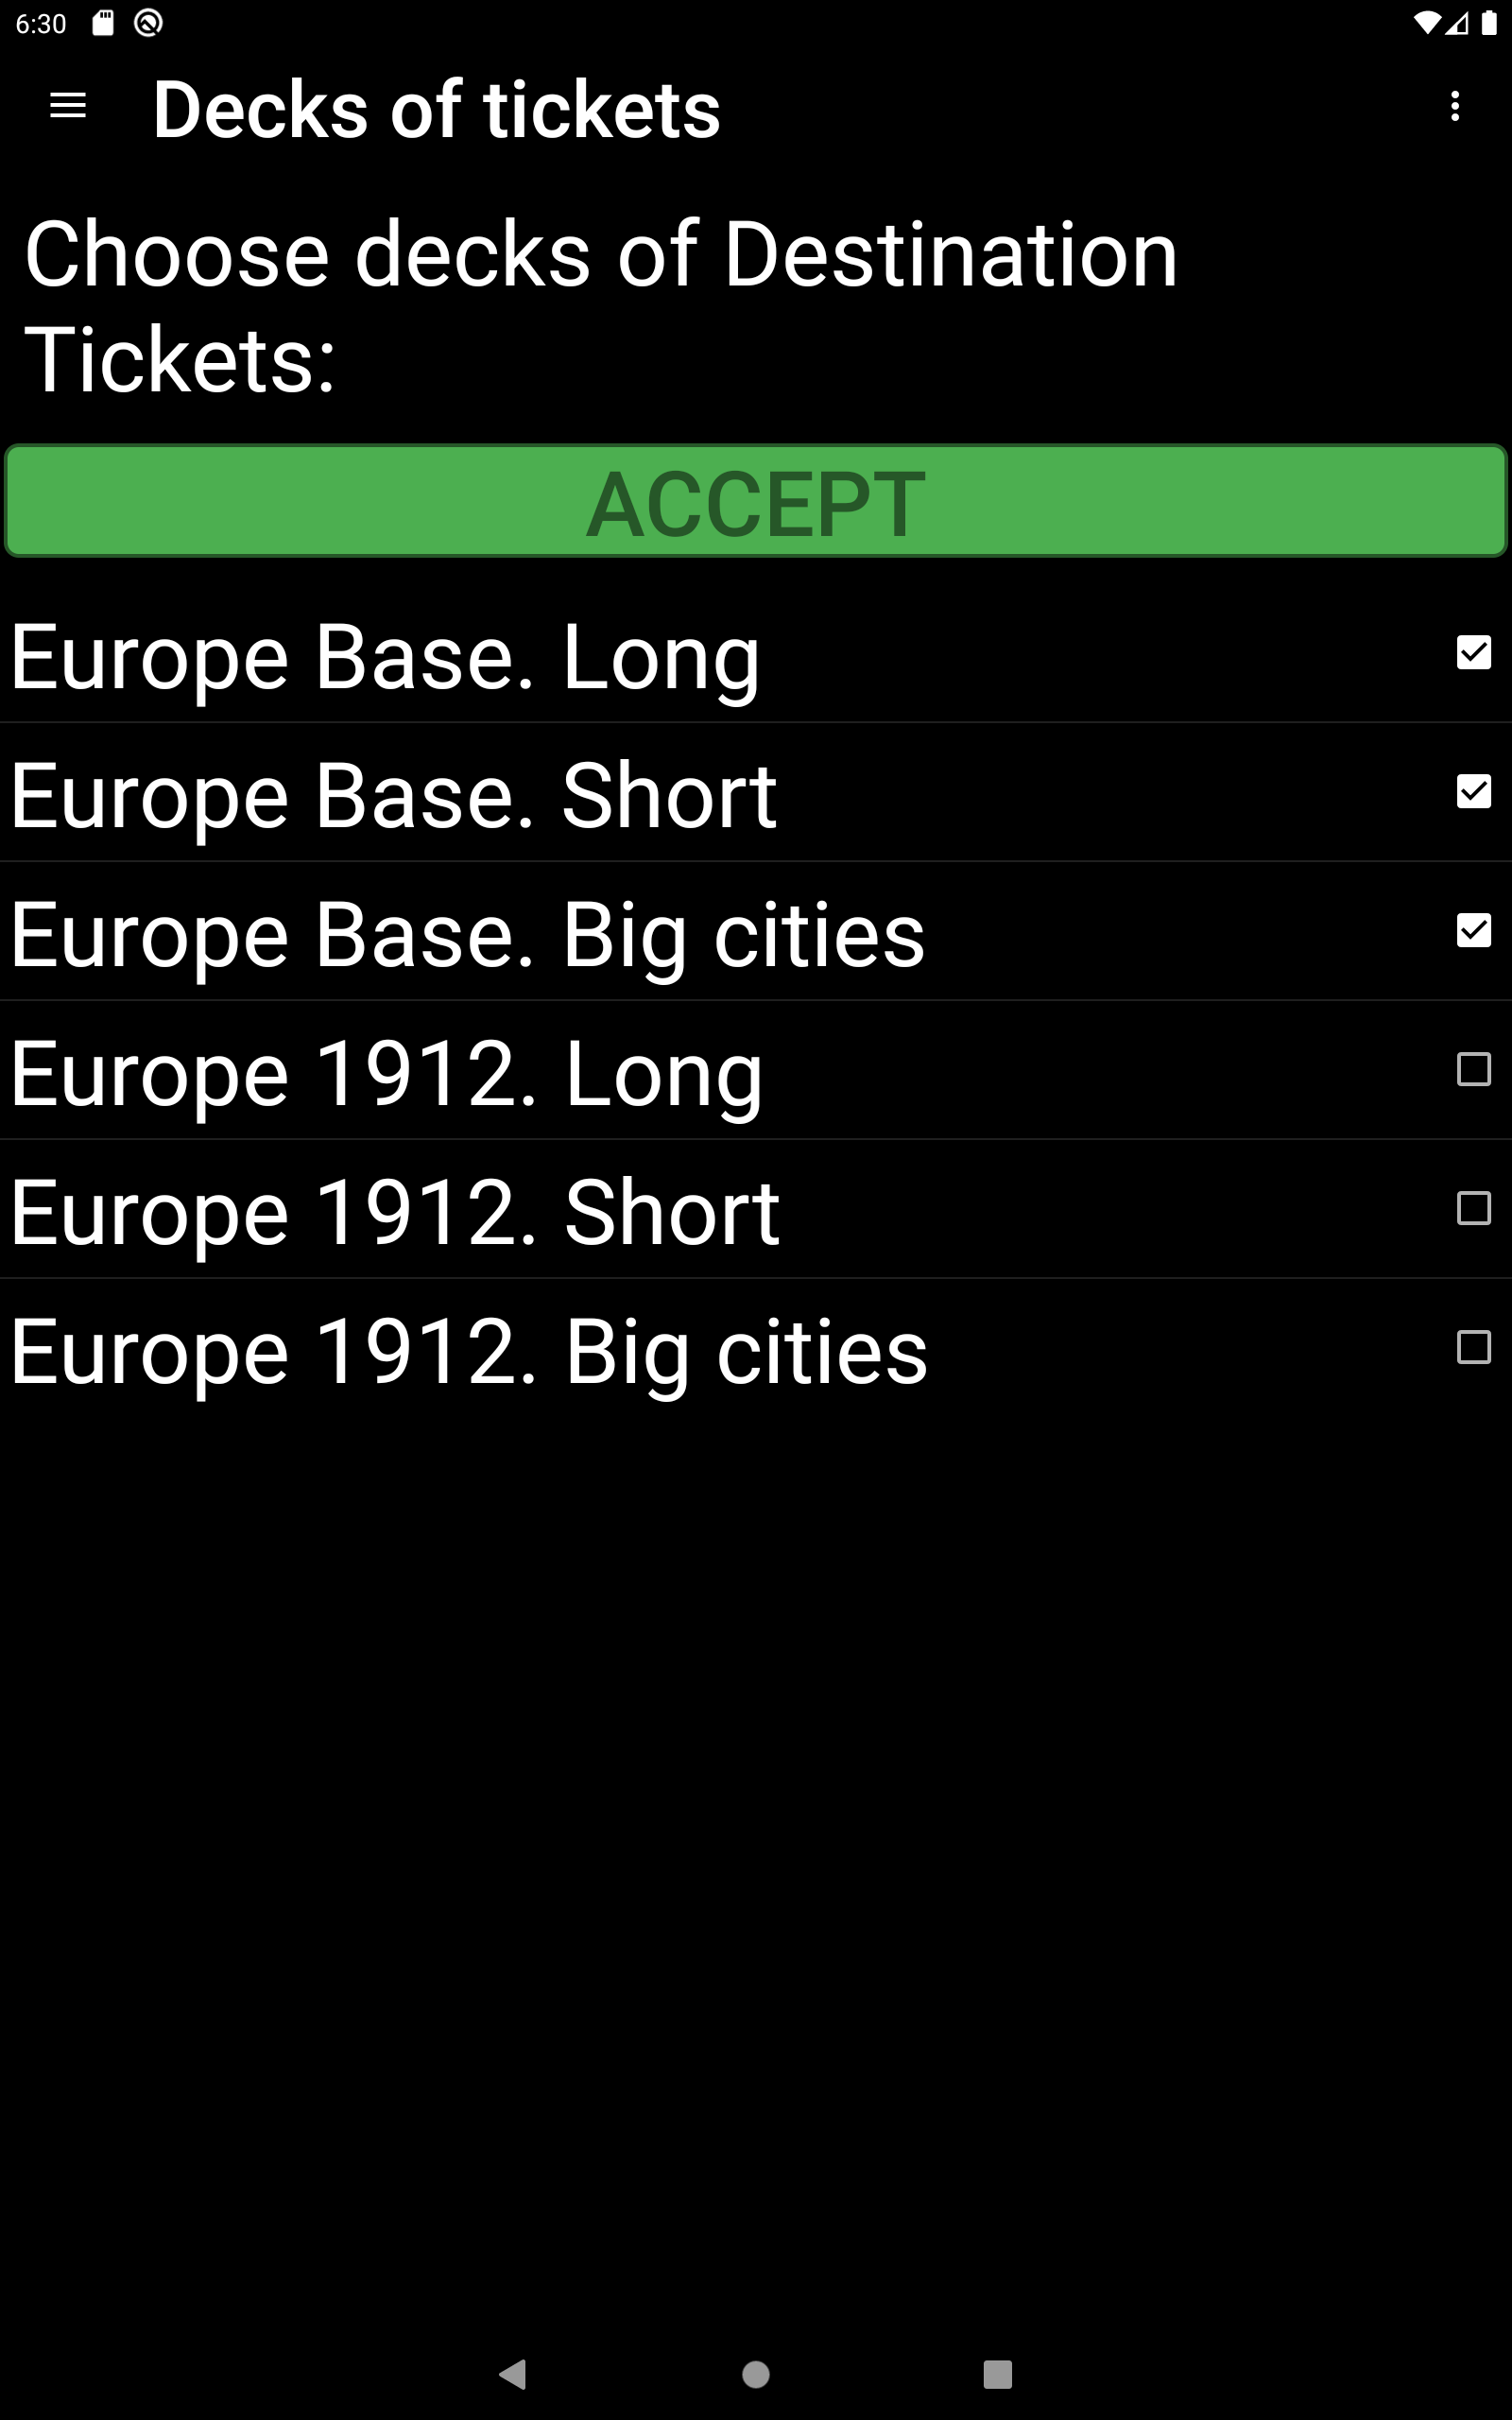 6:30
Decks of tickets
Choose decks of Destination
Tickets:
ACCEPT
Europe Base. Long
Europe Base. Short
Europe Base. Big cities
Europe 1912. Long
Europe 1912. Short
Europe 1912. Big cities